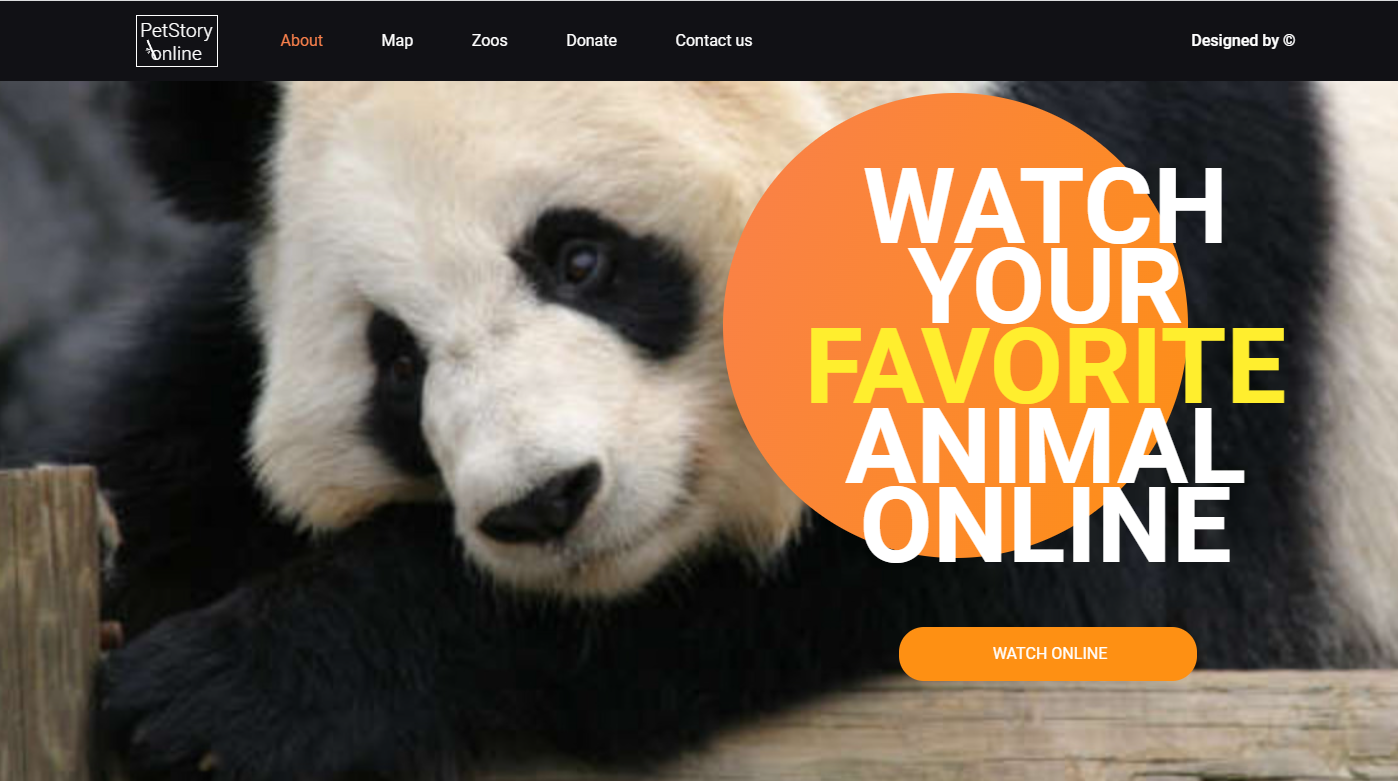 PetStory
online
About
Map
Zoos
Donate
Contact us
Designed by ©
WATCH
YOUR
FAVORITE
ANIMAL
ONLINE
WATCH ONLINE